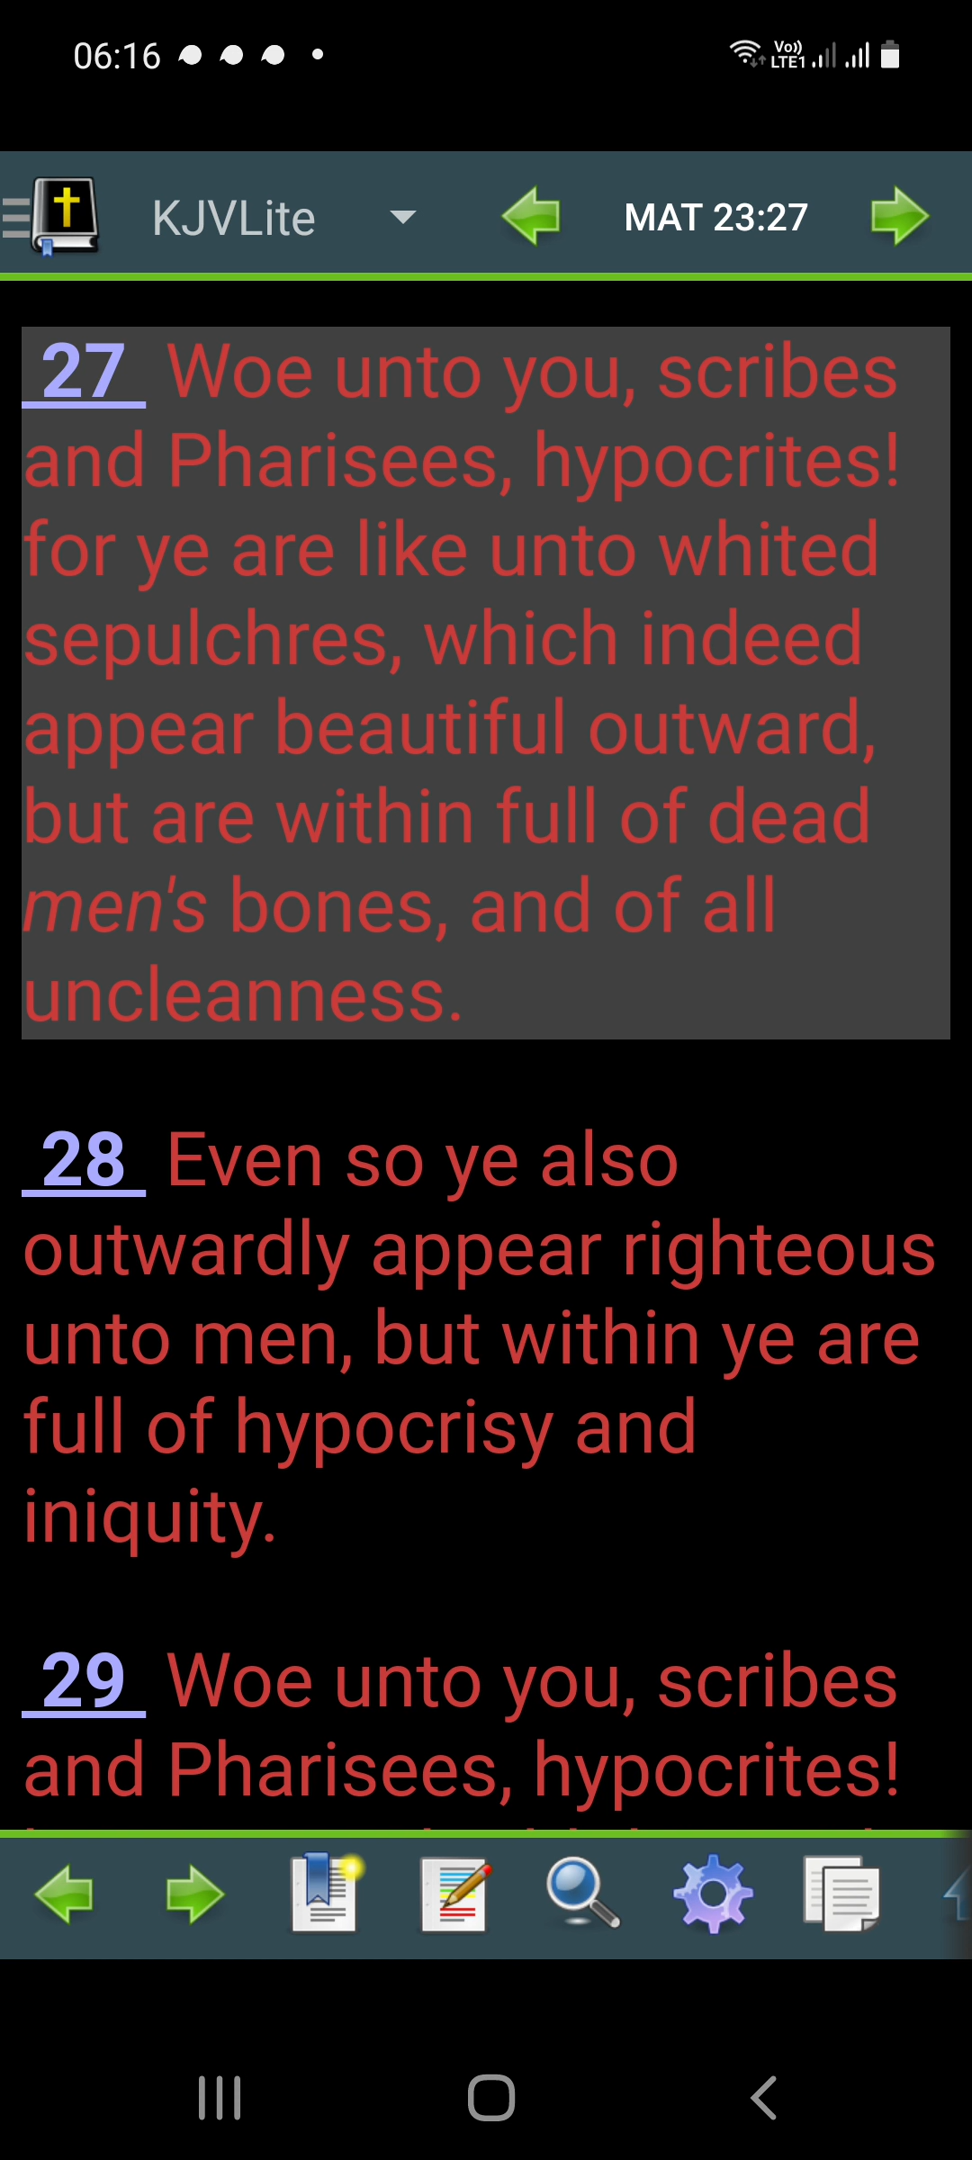 06:16
Vo))
LTE1
KJVLite
MAT 23:27
27 Woe unto you, scribes
and Pharisees, hypocrites!
for ye are like unto whited
sepulchres, which indeed
appear beautiful outward,
but are within full of dead
men's bones, and of all
uncleanness.
28 Even so ye also
outwardly appear righteous
unto men, but within ye are
full of hypocrisy and
iniquity.
29 Woe unto you, scribes
and Pharisees, hypocrites!